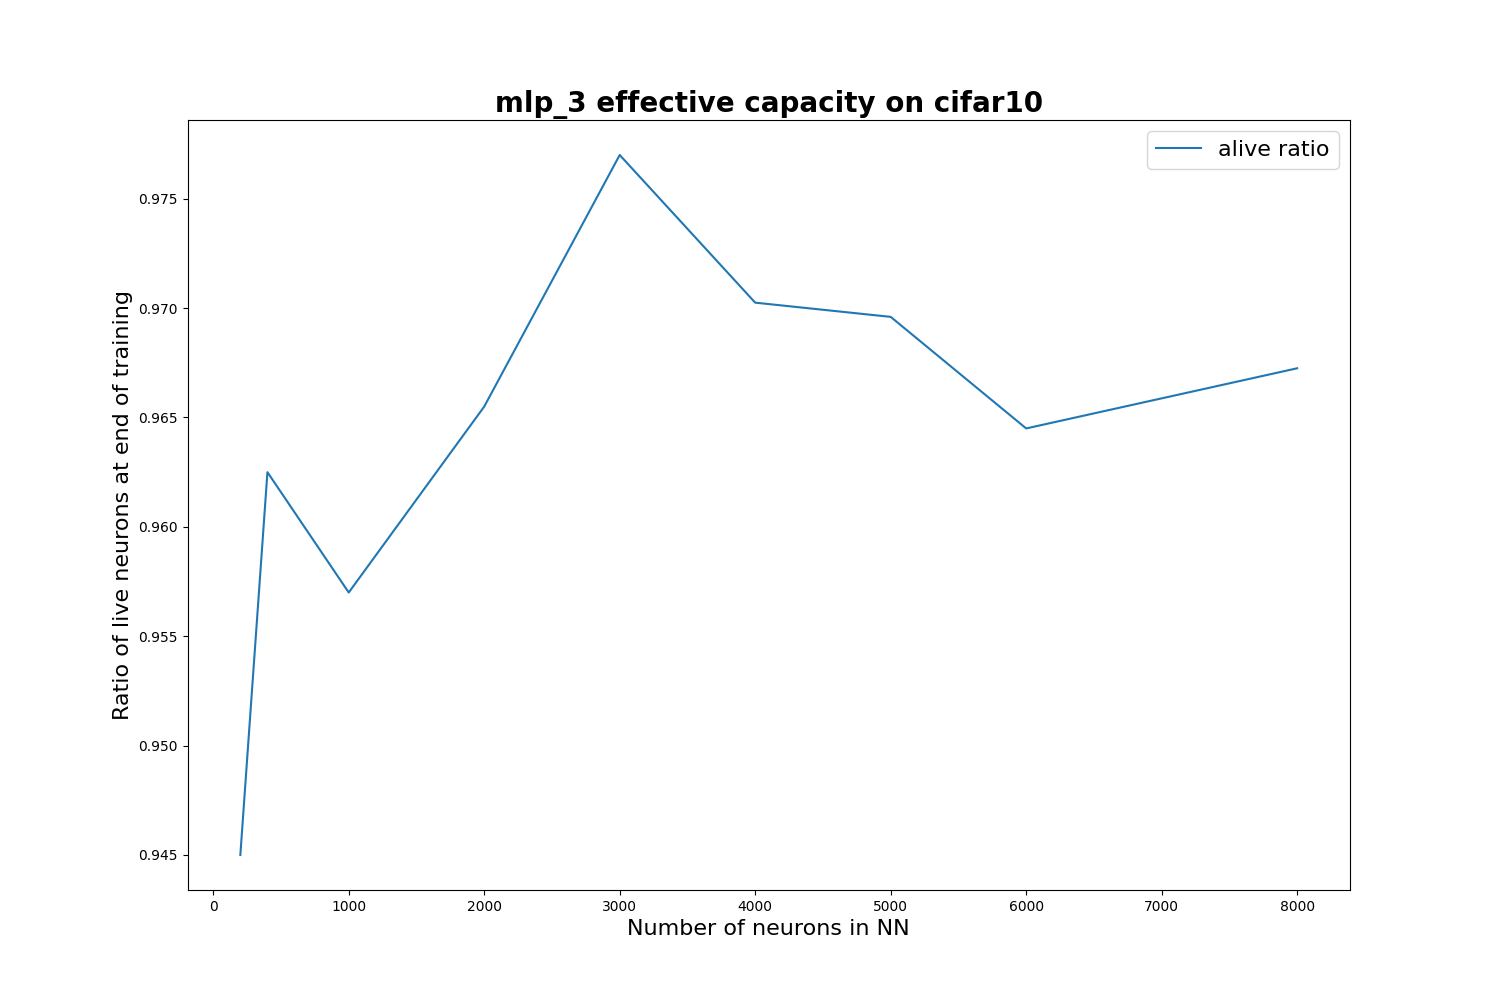 mlp_3 effective capacity on cifar10
alive ratio
Ratio of live neurons at end of training
0.975
0.970
0.965
0.960
0.955
0.950
0.945
0 1000 2000 3000 4000 5000 6000 7000 8000
Number of neurons in NN